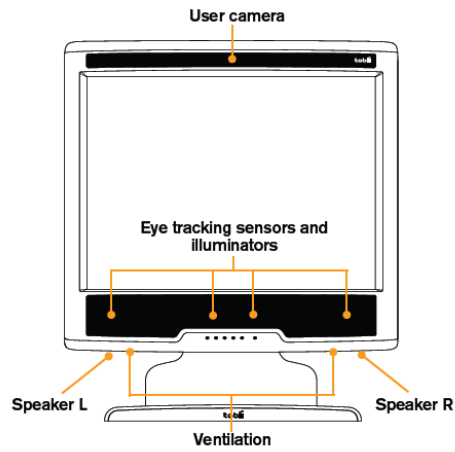 User camera
tobii
Eye tracking sensors and
illuminators
Speaker L
Speaker R
tobii
Ventilation